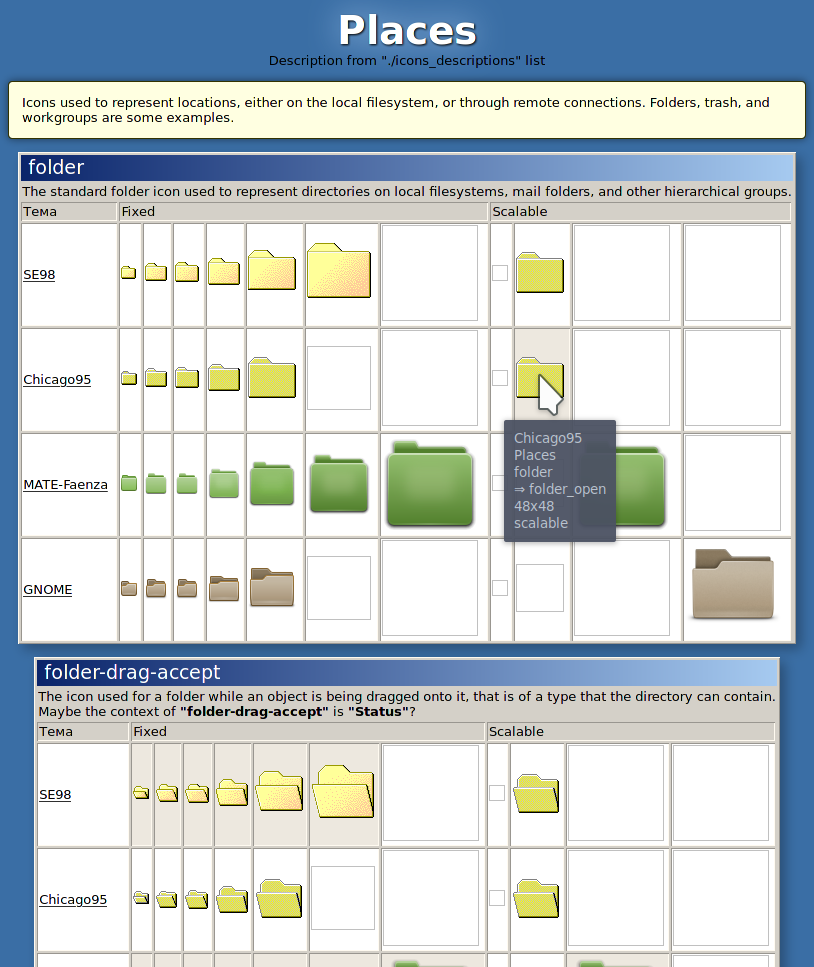 Places
Description from "./icons_descriptions" list
Icons used to represent locations, either on the local filesystem, or through remote connections. Folders, trash, and
workgroups are some examples.
folder
The standard folder icon used to represent directories on local filesystems, mail folders, and other hierarchical groups.
Тема Fixed Scalable
SE98
Chicago95
Chicago95
Places
folder
⇒ folder_open
48x48
scalable
MATE-Faenza
GNOME
folder-drag-accept
The icon used for a folder while an object is being dragged onto it, that is of a type that the directory can contain.
Maybe the context of "folder-drag-accept" is "Status"?
Тема Fixed Scalable
SE98
Chicago95